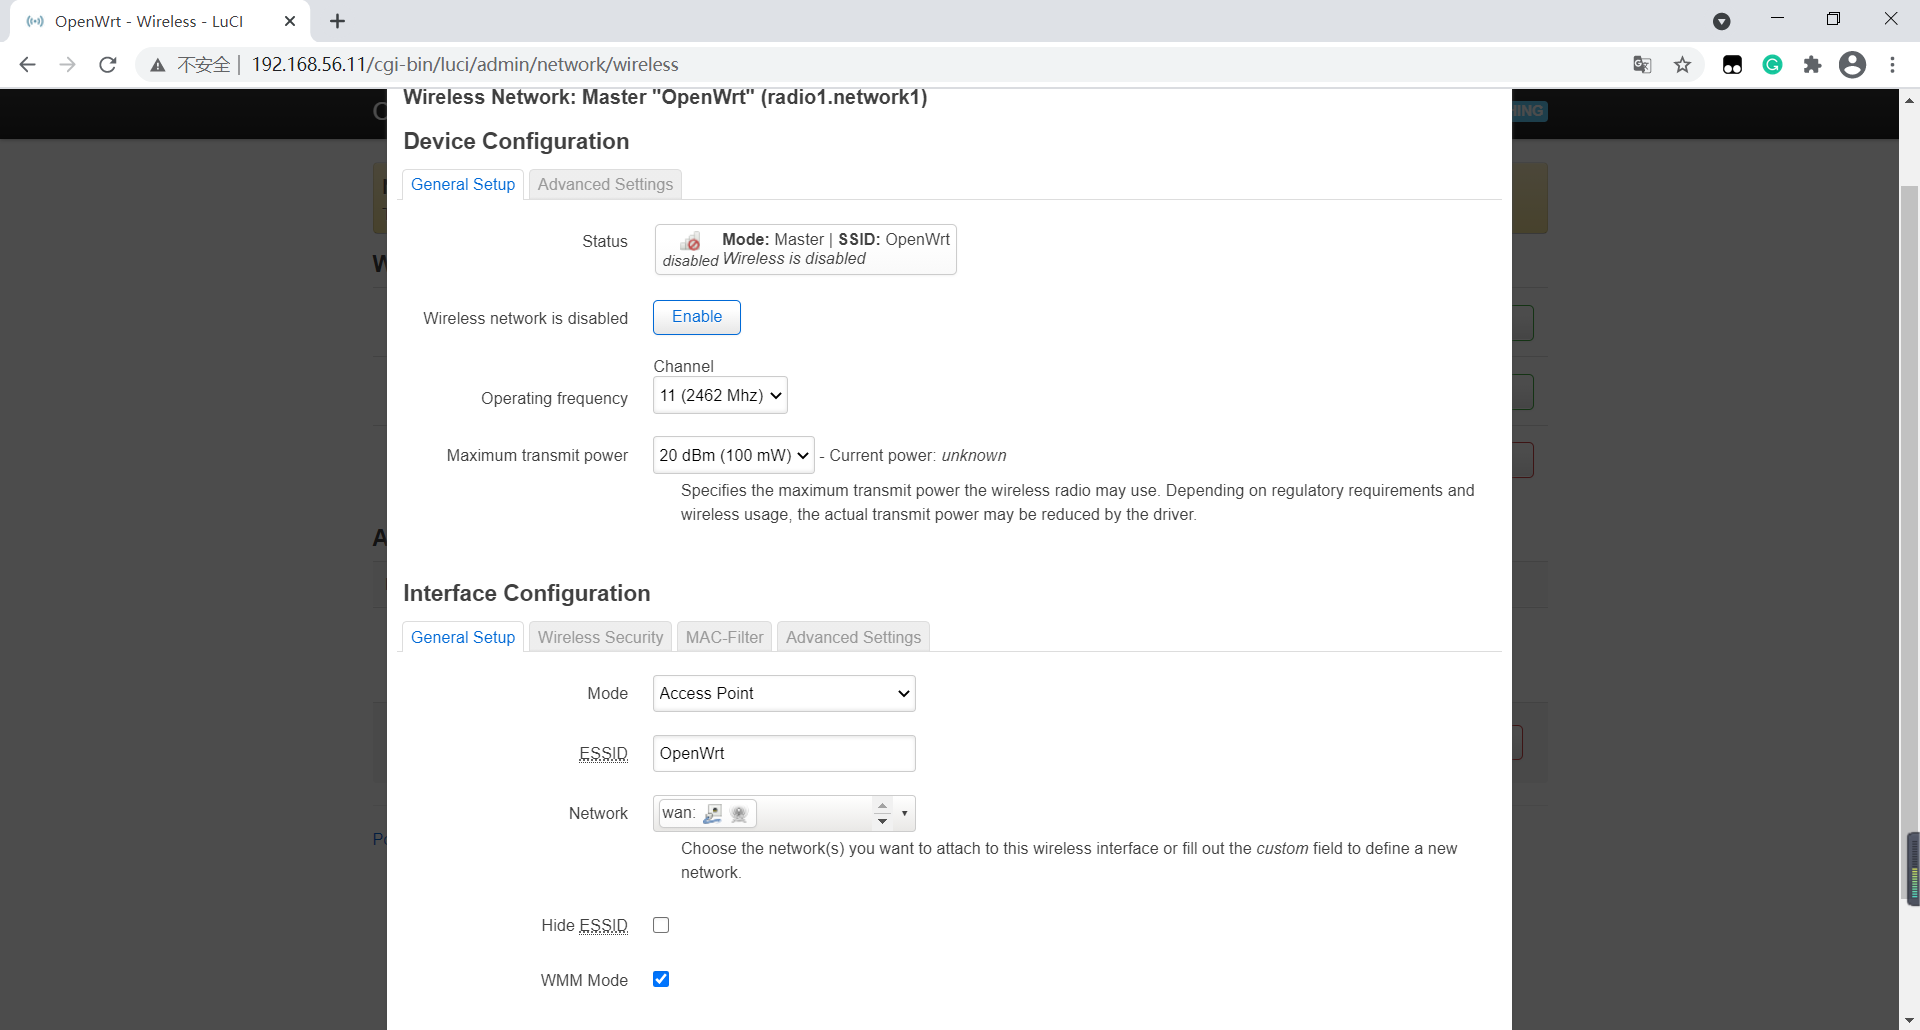 OpenWrt - Wireless - LuCI
不安全 | 192.168.56.11/cgi-bin/luci/admin/network/wireless
Wireless Network: Master "OpenWrt" (radio1.network1)
Device Configuration
General Setup Advanced Settings
Status
Mode: Master | SSID: OpenWrt
disabled Wireless is disabled
Wireless network is disabled Enable
Channel
Operating frequency 11 (2462 Mhz)
Maximum transmit power 20 dBm (100 mW) - Current power: unknown
Specifies the maximum transmit power the wireless radio may use. Depending on regulatory requirements and
wireless usage, the actual transmit power may be reduced by the driver.
Interface Configuration
General Setup Wireless Security MAC-Filter Advanced Settings
Mode Access Point
ESSID OpenWrt
Network wan:
Choose the network(s) you want to attach to this wireless interface or fill out the custom field to define a new
network.
Hide ESSID
WMM Mode